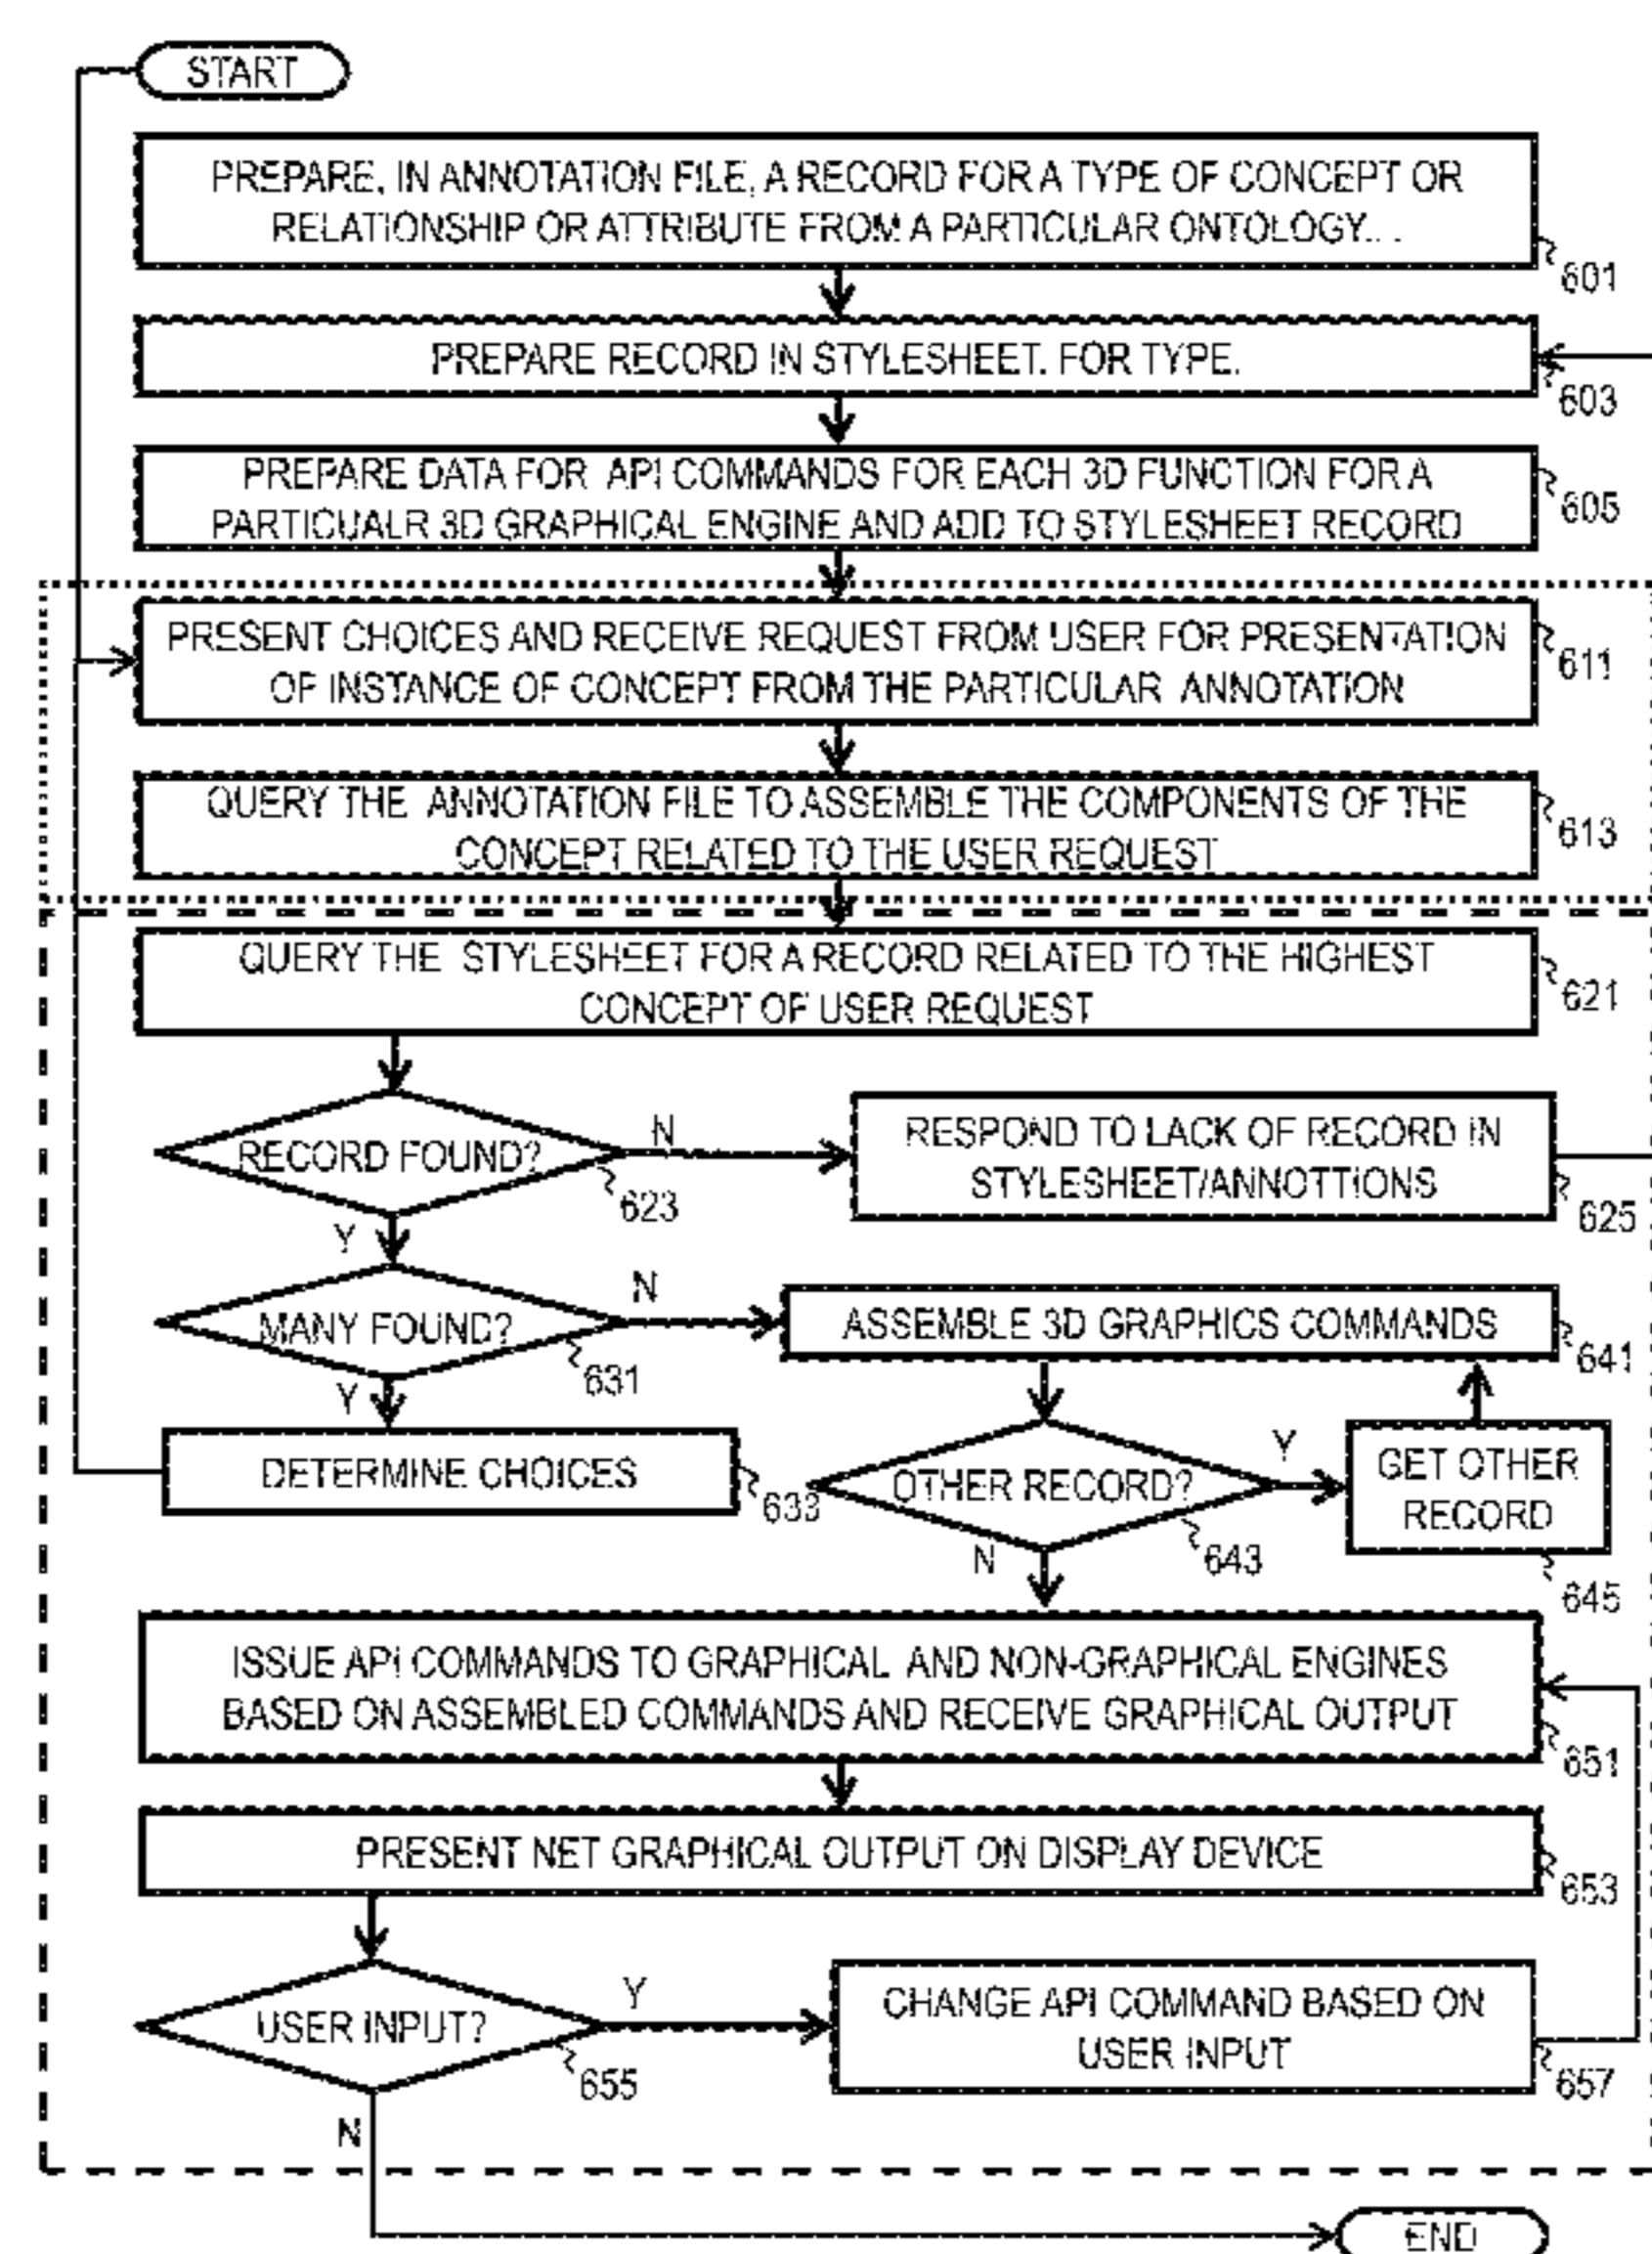 START
PREPARE, IN ANNOTATION FILE, A RECORD FOR A TYPE OF CONCEPT OR
RELATIONSHIP OR ATTRIBUTE FROM A PARTICULAR ONTOLOGY. . .
601
PREPARE RECORD IN STYLESHEET. FOR TYPE.
603
PREPARE DATA FOR API COMMANDS FOR EACH 3D FUNCTION FOR A
PARTICUALR 3D GRAPHICAL ENGINE AND ADD TO STYLESHEET RECORD
605
PRESENT CHOICES AND RECEIVE REQUEST FROM USER FOR PRESENTATION
OF INSTANCE OF CONCEPT FROM THE PARTICULAR ANNOTATION
611
QUERY THE ANNOTATION FILE TO ASSEMBLE THE COMPONENTS OF THE
CONCEPT RELATED TO THE USER REQUEST
613
QUERY THE STYLESHEET FOR A RECORD RELATED TO THE HIGHEST
CONCEPT OF USER REQUEST
621
RECORD FOUND?
623
N
Y
RESPOND TO LACK OF RECORD IN
STYLESHEET/ANNOTTIONS
625
MANY FOUND?
631
N
Y
ASSEMBLE 3D GRAPHICS COMMANDS
641
DETERMINE CHOICES
633
OTHER RECORD?
643
Y
N
GET OTHER
RECORD
645
ISSUE API COMMANDS TO GRAPHICAL AND NON-GRAPHICAL ENGINES
BASED ON ASSEMBLED COMMANDS AND RECEIVE GRAPHICAL OUTPUT
651
PRESENT NET GRAPHICAL OUTPUT ON DISPLAY DEVICE
653
USER INPUT?
655
Y
N
CHANGE API COMMAND BASED ON
USER INPUT
657
END